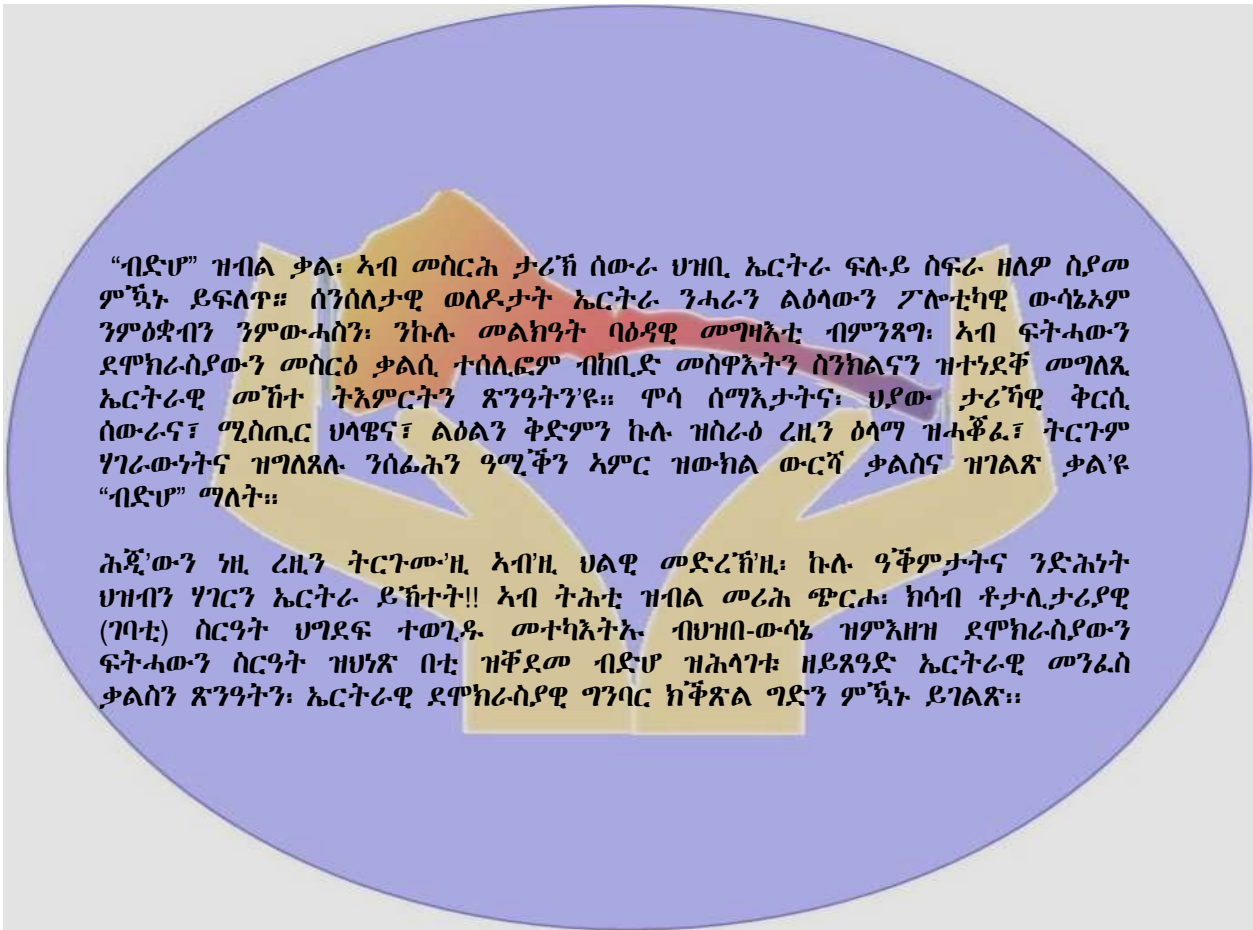 “ብድሆ” ዝብል ቃል፡ ኣብ መስርሕ ታሪኽ ሰውራ ህዝቢ ኤርትራ ፍሉይ ስፍራ ዘለዎ ስያመ
ምዃኑ ይፍለጥ። ሰንሰለታዊ ወለዶታት ኤርትራ ንሓራን ልዕላውን ፖሎቲካዊ ውሳኔኦም
ንምዕቋብን ንምውሓስን፡ ንኩሉ መልክዓት ባዕዳዊ መግዛእቲ ብምንጻግ፡ ኣብ ፍትሓውን
ደሞክራስያውን መስርዕ ቃልሲ ተሰሊፎም ብከቢድ መስዋእትን ስንክልናን ዝተነደቐ መግለጺ
ኤርትራዊ መኸተ ትእምርትን ጽንዓትን’ዩ። ሞሳ ሰማእታትና፡ ህያው ታሪኻዊ ቅርሲ
ሰውራና፣ ሚስጢር ህላዌና፣ ልዕልን ቅድምን ኩሉ ዝስራዕ ረዚን ዕላማ ዝሓቖፈ፣ ትርጉም
ሃገራውነትና ዝግለጸሉ ንሰፊሕን ዓሚቝን ኣምር ዝውክል ውርሻ ቃልስና ዝገልጽ ቃል’ዩ
“ብድሆ” ማለት።
ሕጂ’ውን ነዚ ረዚን ትርጉሙ’ዚ ኣብ’ዚ ህልዊ መድረኽ’ዚ፡ ኩሉ ዓቕምታትና ንድሕነት
ህዝብን ሃገርን ኤርትራ ይኽተት!! ኣብ ትሕቲ ዝብል መሪሕ ጭርሖ፡ ክሳብ ቶታሊታሪያዊ
(ገባቲ) ስርዓት ህግደፍ ተወጊዱ መተካእትኡ ብህዝበ-ውሳኔ ዝምእዘዝ ደሞክራስያውን
ፍትሓውን ስርዓት ዝህነጽ በቲ ዝቐደመ ብድሆ ዝሕላገቱ ዘይጸዓድ ኤርትራዊ መንፈስ
ቃልስን ጽንዓትን፡ ኤርትራዊ ደሞክራስያዊ ግንባር ክቕጽል ግድን ምዃኑ ይገልጽ።